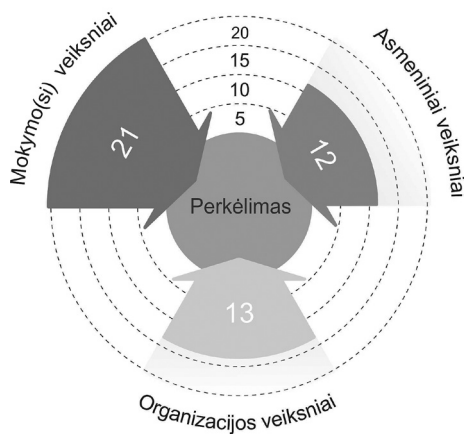 20
15
10
5
Mokymo(si) veiksniai
Asmeniniai veiksniai
21
12
Perkėlimas
13
Organizacijos veiksniai